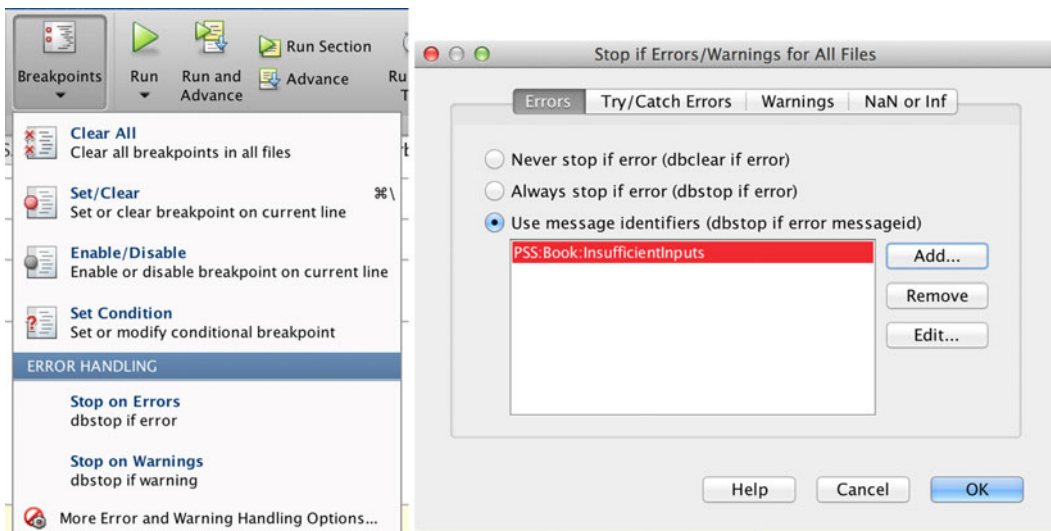 Breakpoints
Run
Run and
Advance
Run Section
Advance
Ru
T
Clear All
Clear all breakpoints in all files
Set/Clear ⌘\
Set or clear breakpoint on current line
Enable/Disable
Enable or disable breakpoint on current line
Set Condition
Set or modify conditional breakpoint
ERROR HANDLING
Stop on Errors
dbstop if error
Stop on Warnings
dbstop if warning
More Error and Warning Handling Options...
Stop if Errors/Warnings for All Files
Errors Try/Catch Errors Warnings NaN or Inf
Never stop if error (dbclear if error)
Always stop if error (dbstop if error)
Use message identifiers (dbstop if error messageid)
PSS:Book:InsufficientInputs
Add...
Remove
Edit...
Help Cancel OK